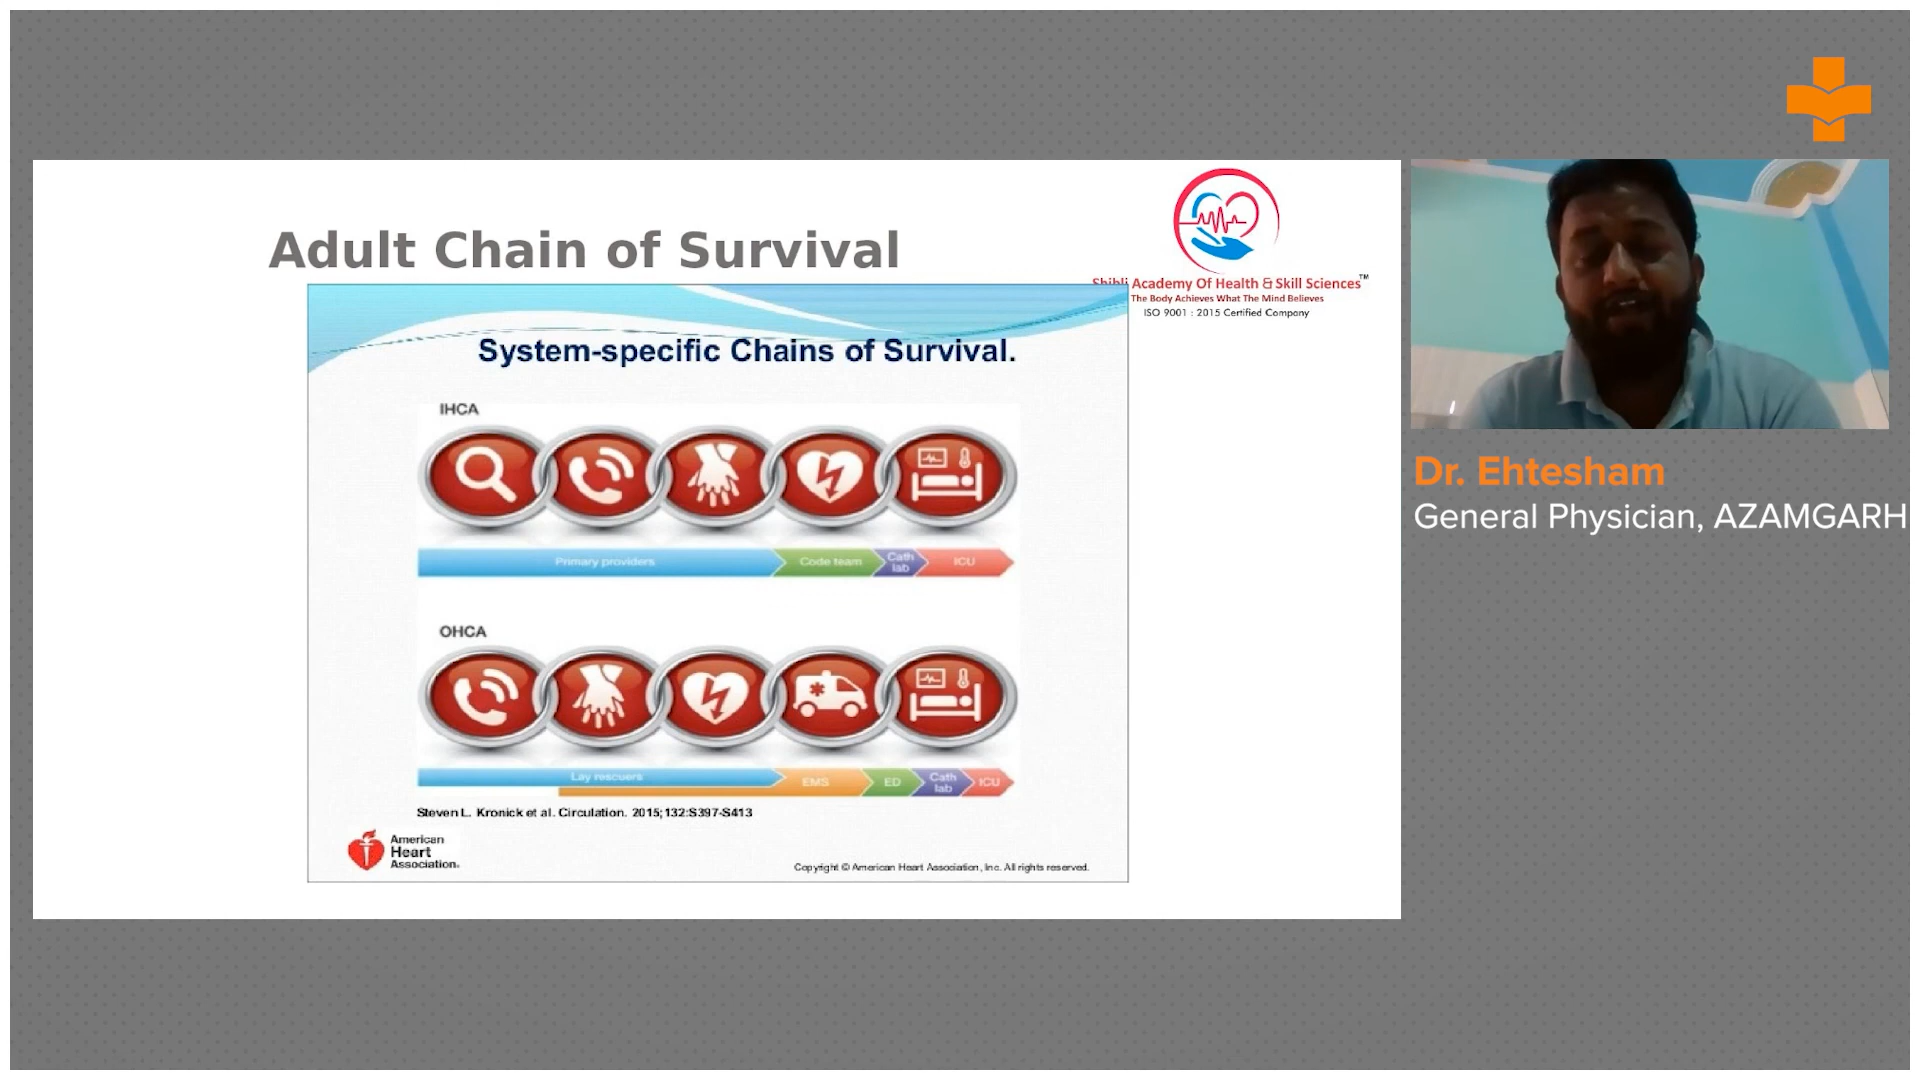 Adult Chain of Survival
Shibli Academy Of Health & Skill Sciences™
The Body Achieves What The Mind Believes
ISO 9001 : 2015 Certified Company
System-specific Chains of Survival.
IHCA
Primary providers
Code team
Cath lab
ICU
OHCA
Lay rescuers
EMS
ED
Cath lab
ICU
Steven L. Kronick et al. Circulation. 2015;132:S397-S413
American
Heart
Association®
Copyright © American Heart Association, Inc. All rights reserved.
Dr. Ehtesham
General Physician, AZAMGARH